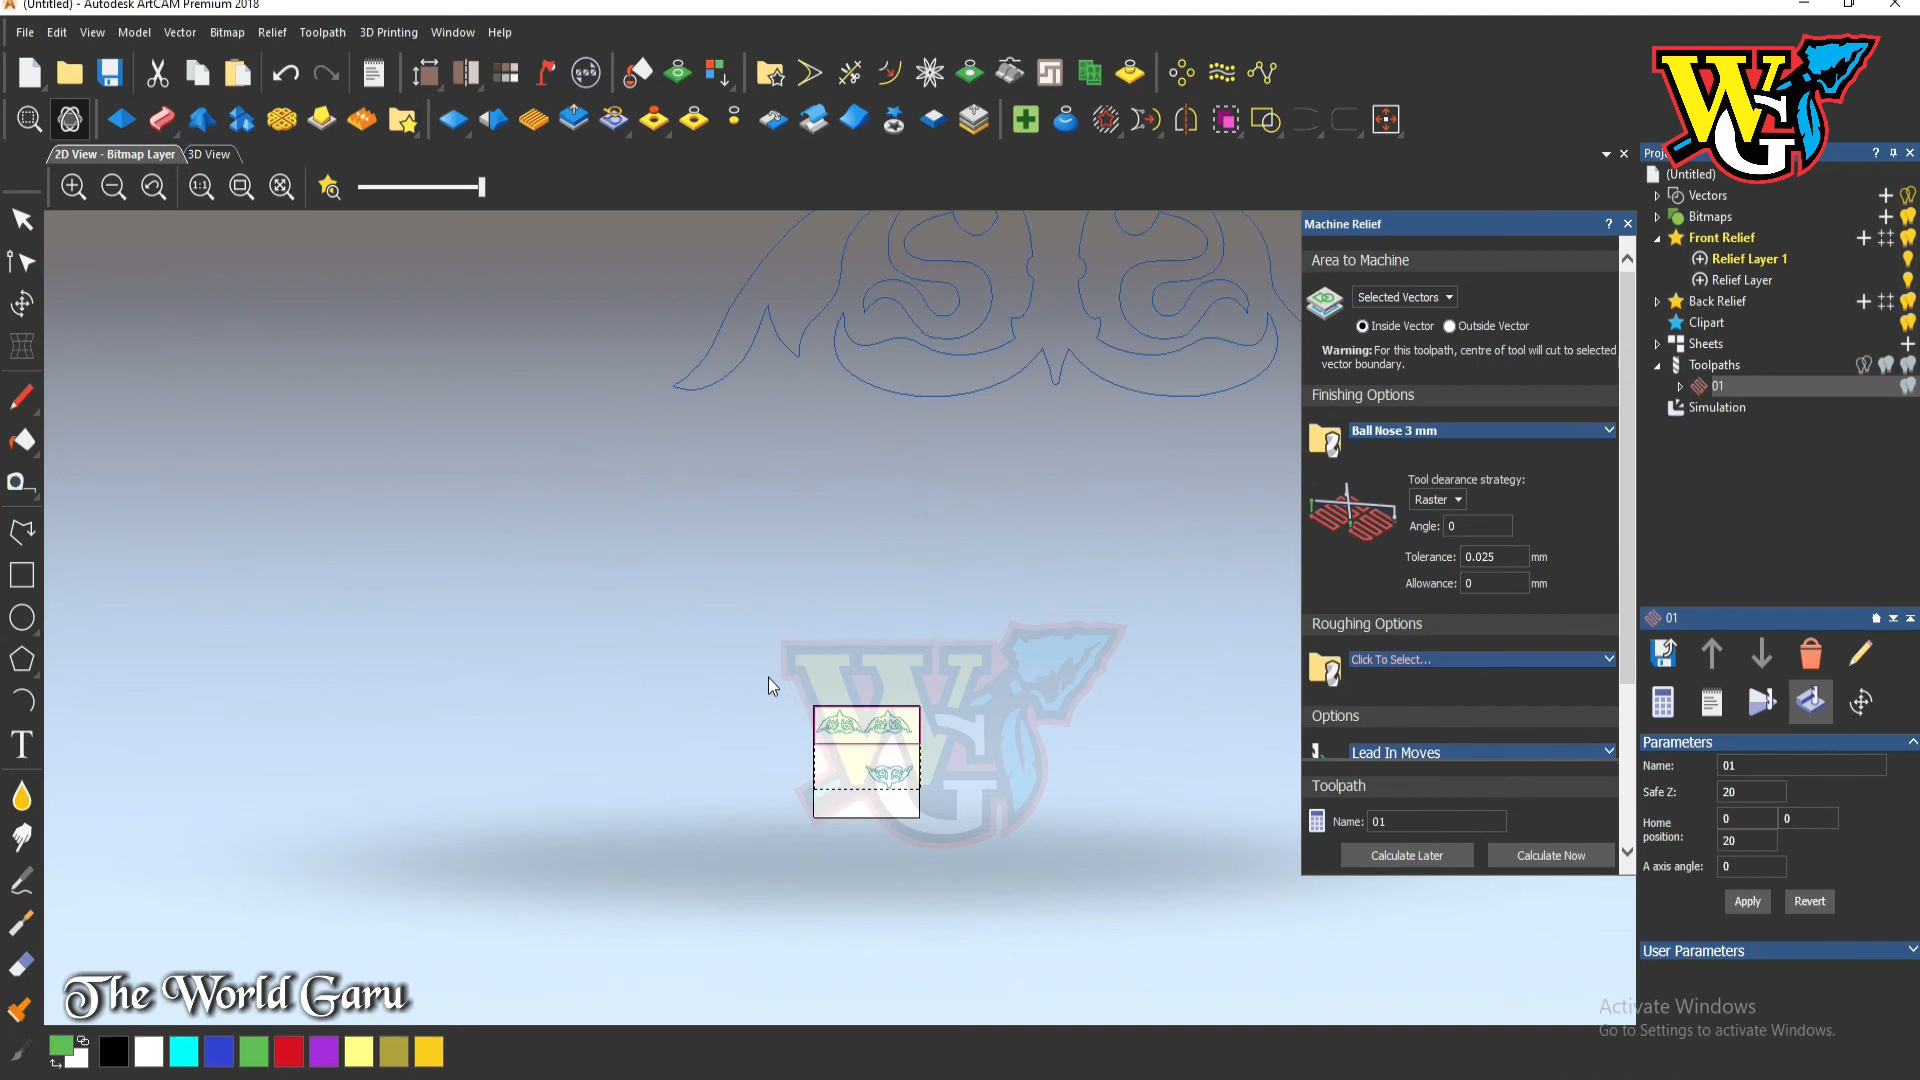 (Untitled) - Autodesk ArtCAM Premium 2018
File Edit View Model Vector Bitmap Relief Toolpath 3D Printing Window Help
2D View - Bitmap Layer 3D View
1:1
Machine Relief
Area to Machine
Selected Vectors
Inside Vector Outside Vector
Warning: For this toolpath, centre of tool will cut to selected
vector boundary.
Finishing Options
Ball Nose 3 mm
Tool clearance strategy:
Raster
Angle: 0
Tolerance: 0.025 mm
Allowance: 0 mm
Roughing Options
Click To Select...
Options
Lead In Moves
Toolpath
Name: 01
Calculate Later Calculate Now
WG
(Untitled)
Vectors
Bitmaps
Front Relief
Relief Layer 1
Relief Layer
Back Relief
Clipart
Sheets
Toolpaths
01
Simulation
01
Parameters
Name: 01
Safe Z: 20
Home position: 0 0
20
A axis angle: 0
Apply Revert
User Parameters
WG
The World Garu
Activate Windows
Go to Settings to activate Windows.